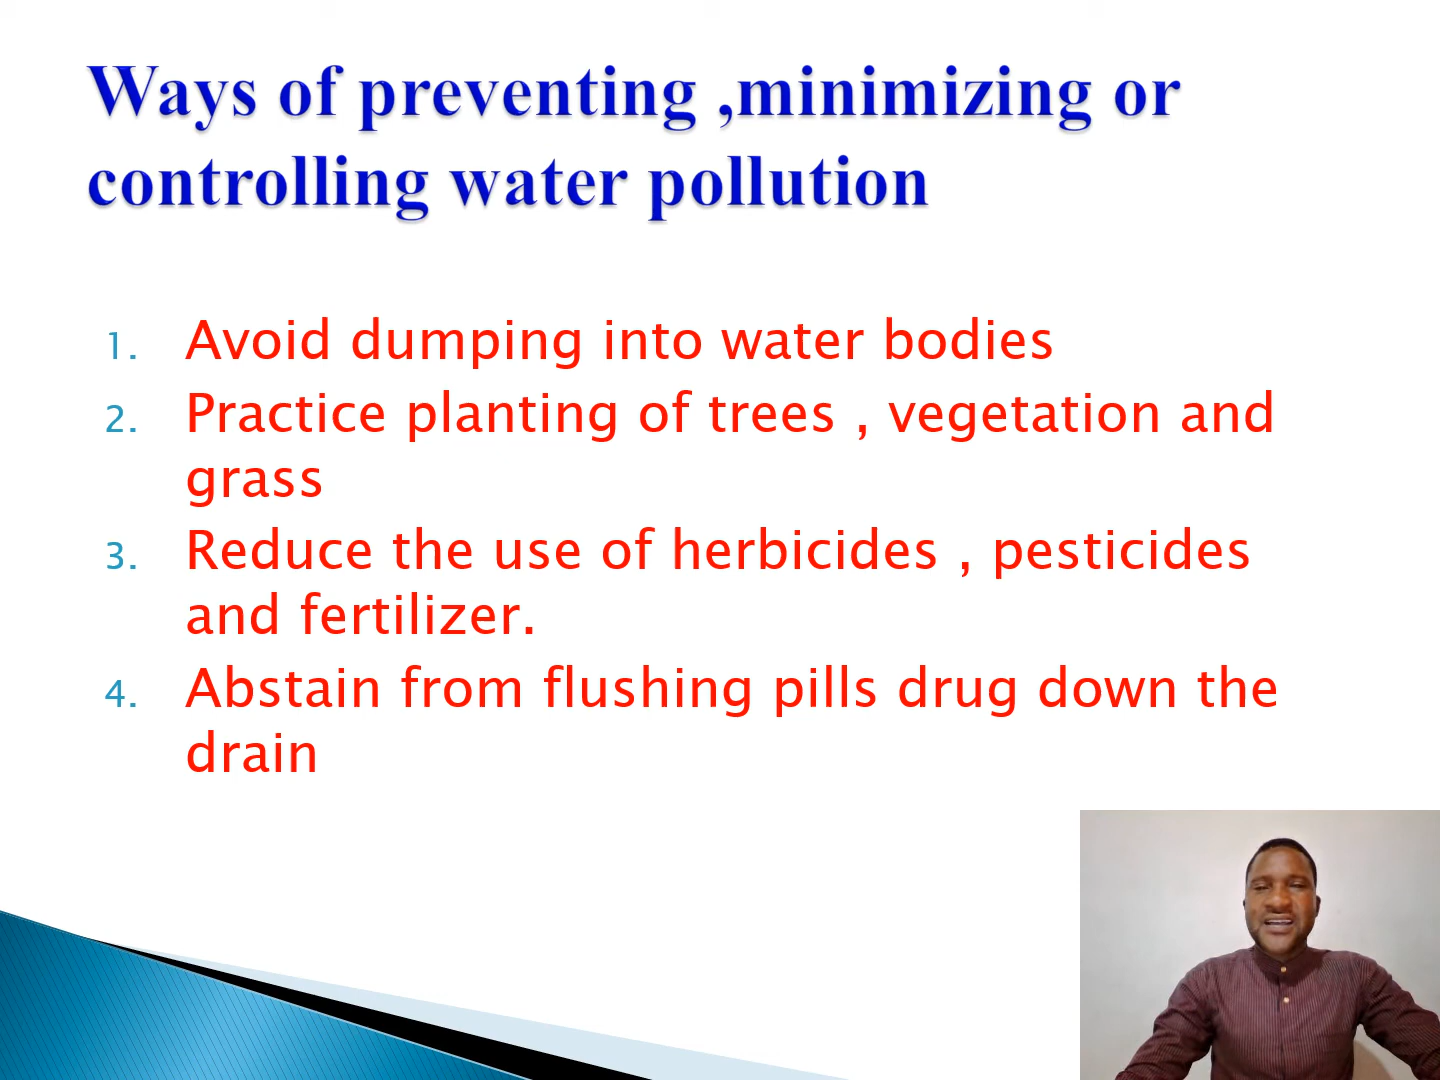 Ways of preventing ,minimizing or
controlling water pollution
1. Avoid dumping into water bodies
2. Practice planting of trees , vegetation and
grass
3. Reduce the use of herbicides , pesticides
and fertilizer.
4. Abstain from flushing pills drug down the
drain